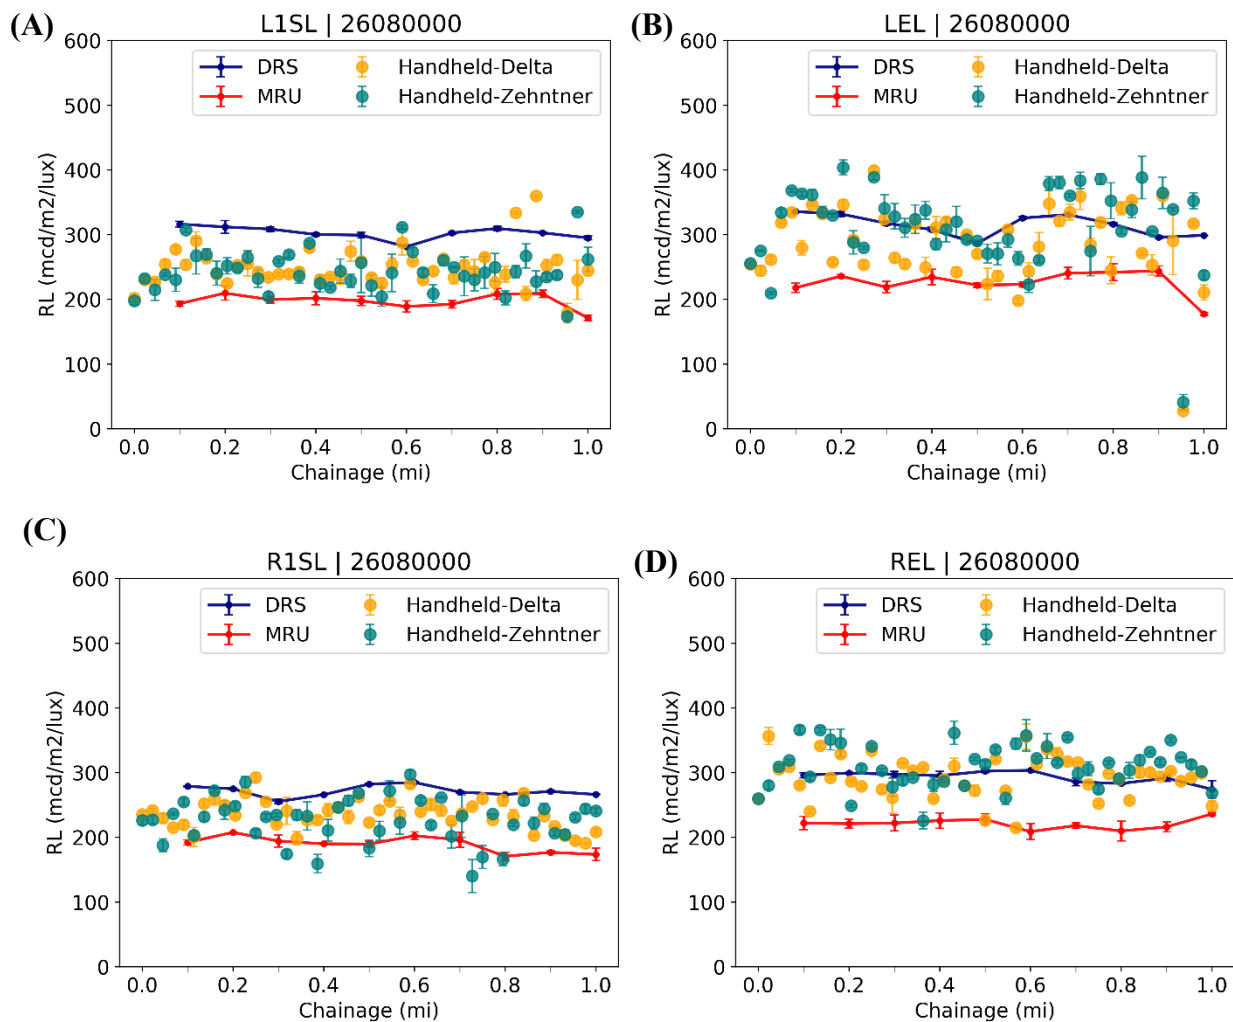 (A)
L1SL | 26080000
600
500
400
300
200
100
0
RL (mcd/m2/lux)
DRS
MRU
Handheld-Delta
Handheld-Zehntner
0.0 0.2 0.4 0.6 0.8 1.0
Chainage (mi)
(B)
LEL | 26080000
600
500
400
300
200
100
0
RL (mcd/m2/lux)
DRS
MRU
Handheld-Delta
Handheld-Zehntner
0.0 0.2 0.4 0.6 0.8 1.0
Chainage (mi)
(C)
R1SL | 26080000
600
500
400
300
200
100
0
RL (mcd/m2/lux)
DRS
MRU
Handheld-Delta
Handheld-Zehntner
0.0 0.2 0.4 0.6 0.8 1.0
Chainage (mi)
(D)
REL | 26080000
600
500
400
300
200
100
0
RL (mcd/m2/lux)
DRS
MRU
Handheld-Delta
Handheld-Zehntner
0.0 0.2 0.4 0.6 0.8 1.0
Chainage (mi)